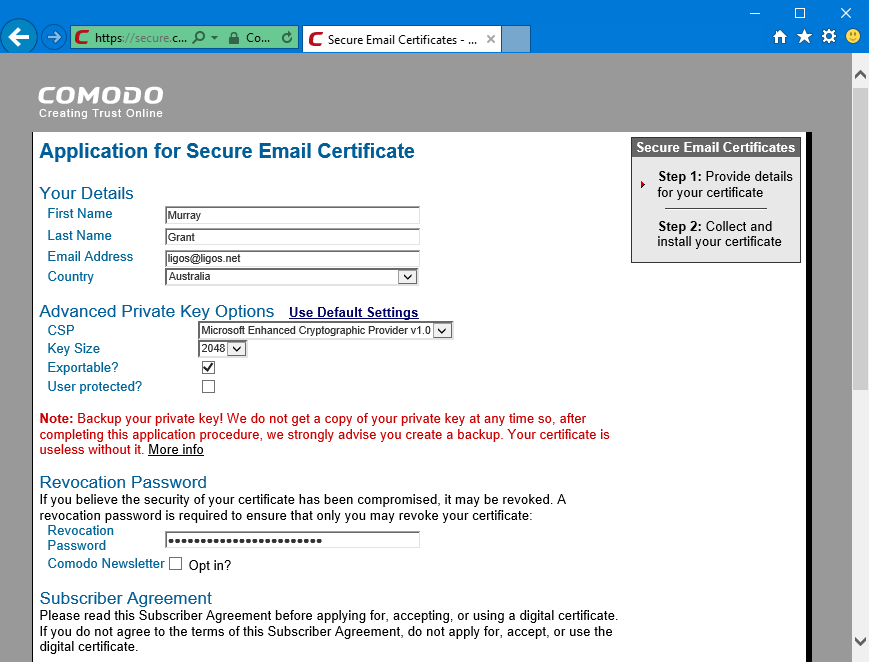 https://secure.c...
Co...
Secure Email Certificates - ...
COMODO
Creating Trust Online
Application for Secure Email Certificate
Your Details
First Name
Murray
Last Name
Grant
Email Address
ligos@ligos.net
Country
Australia
Advanced Private Key Options Use Default Settings
CSP
Microsoft Enhanced Cryptographic Provider v1.0
Key Size
2048
Exportable?
User protected?
Note: Backup your private key! We do not get a copy of your private key at any time so, after
completing this application procedure, we strongly advise you create a backup. Your certificate is
useless without it. More info
Revocation Password
If you believe the security of your certificate has been compromised, it may be revoked. A
revocation password is required to ensure that only you may revoke your certificate:
Revocation
Password
••••••••••••••••••••••••
Comodo Newsletter Opt in?
Subscriber Agreement
Please read this Subscriber Agreement before applying for, accepting, or using a digital certificate.
If you do not agree to the terms of this Subscriber Agreement, do not apply for, accept, or use the
digital certificate.
Secure Email Certificates
Step 1: Provide details
for your certificate
Step 2: Collect and
install your certificate